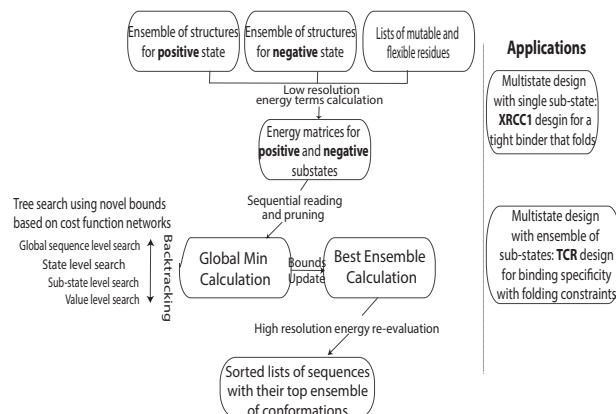 Ensemble of structures
for positive state
Ensemble of structures
for negative state
Lists of mutable and
flexible residues
Low resolution
energy terms calculation
Energy matrices for
positive and negative
substates
Sequential reading
and pruning
Tree search using novel bounds
based on cost function networks
Global sequence level search
State level search
Sub-state level search
Value level search
Backtracking
Global Min
Calculation
Bounds
Update
Best Ensemble
Calculation
High resolution energy re-evaluation
Sorted lists of sequences
with their top ensemble
of conformations
Applications
Multistate design
with single sub-state:
XRCC1 desgin for a
tight binder that folds
Multistate design
with ensemble of
sub-states: TCR design
for binding specificity
with folding constraints